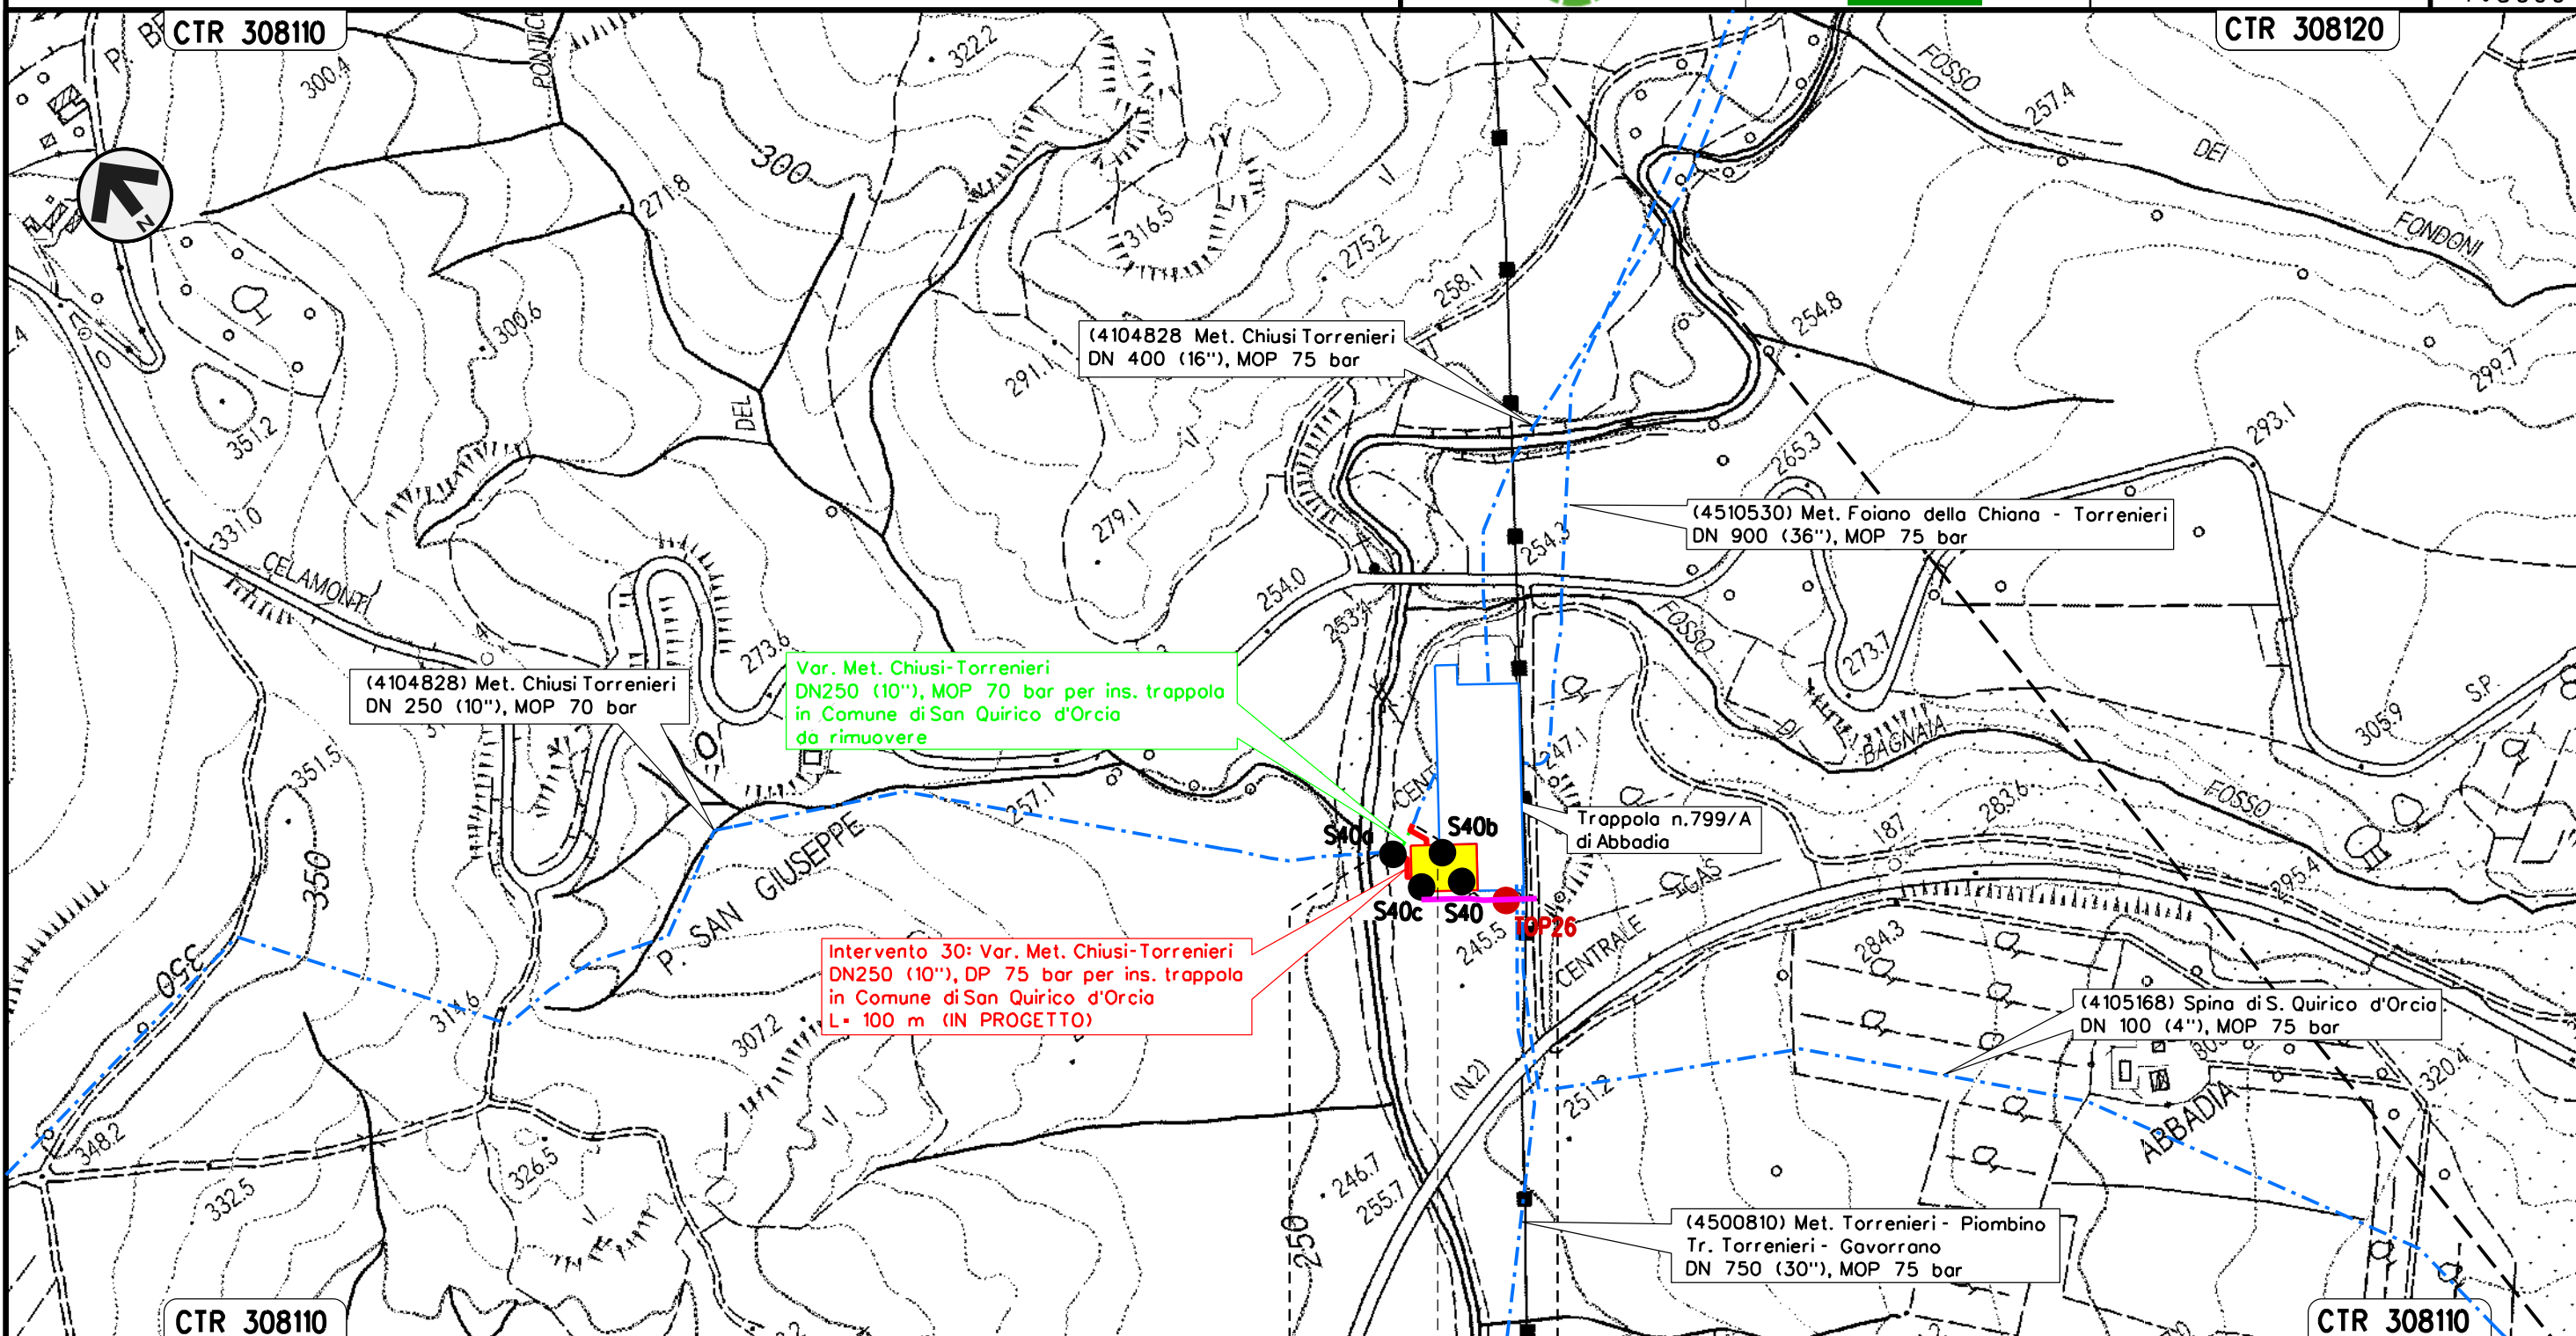 CTR 308110
CTR 308120
P. BE
300.4
322.2
FOSSO
257.4
DEI
FONDONI
300
271.8
316.5
275.2
258.1
N
300.6
254.8
299.7
(4104828 Met. Chiusi Torrenieri
DN 400 (16"), MOP 75 bar
291.1
DEL
351.2
293.1
265.3
279.1
331.0
(4510530) Met. Foiano della Chiana - Torrenieri
DN 900 (36"), MOP 75 bar
254.3
CELAMONTI
254.0
253.4
FOSSO
273.6
273.7
Var. Met. Chiusi-Torrenieri
DN250 (10"), MOP 70 bar per ins. trappola
in Comune di San Quirico d'Orcia
da rimuovere
(4104828) Met. Chiusi Torrenieri
DN 250 (10"), MOP 70 bar
S.P.
305.9
DI
BAGNAIA
247.1
351.5
257.1
CENT
FOSSO
283.6
187
Trappola n.799/A
di Abbadia
S40a
S40b
350
P. SAN GIUSEPPE
IGAS
295.4
S40c
S40
TOP26
245.5
CENTRALE
284.3
Intervento 30: Var. Met. Chiusi-Torrenieri
DN250 (10"), DP 75 bar per ins. trappola
in Comune di San Quirico d'Orcia
L= 100 m (IN PROGETTO)
350
314.6
307.2
(4105168) Spina di S. Quirico d'Orcia
DN 100 (4"), MOP 75 bar
(N.2)
251.2
320.4
348.2
ABBADIA
326.5
332.5
246.7
255.7
250
(4500810) Met. Torrenieri - Piombino
Tr. Torrenieri - Gavorrano
DN 750 (30"), MOP 75 bar
CTR 308110
CTR 308110